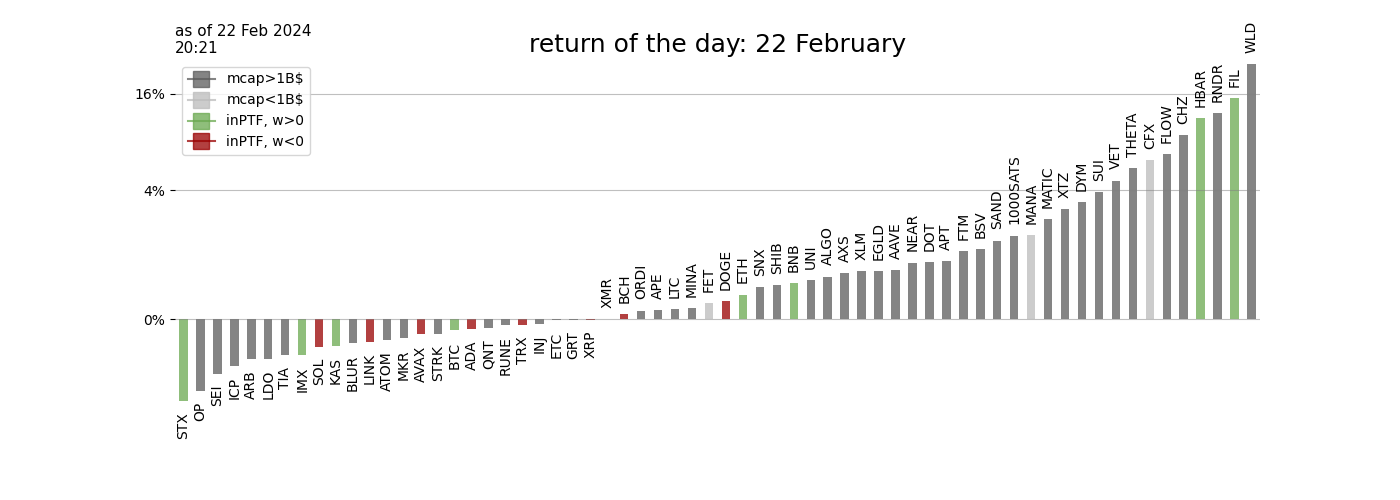 as of 22 Feb 2024
20:21
return of the day: 22 February
mcap>1B$
mcap<1B$
inPTF, w>0
inPTF, w<0
16%
4%
0%
STX
OP
SEI
ICP
ARB
LDO
TIA
IMX
SOL
KAS
BLUR
LINK
ATOM
MKR
AVAX
STRK
BTC
ADA
QNT
RUNE
TRX
INJ
ETC
GRT
XRP
XMR
BCH
ORDI
APE
LTC
MINA
FET
DOGE
ETH
SNX
SHIB
BNB
UNI
ALGO
AXS
XLM
EGLD
AAVE
NEAR
DOT
APT
FTM
BSV
SAND
1000SATS
MANA
MATIC
XTZ
DYM
SUI
VET
THETA
CFX
FLOW
CHZ
HBAR
RNDR
FIL
WLD